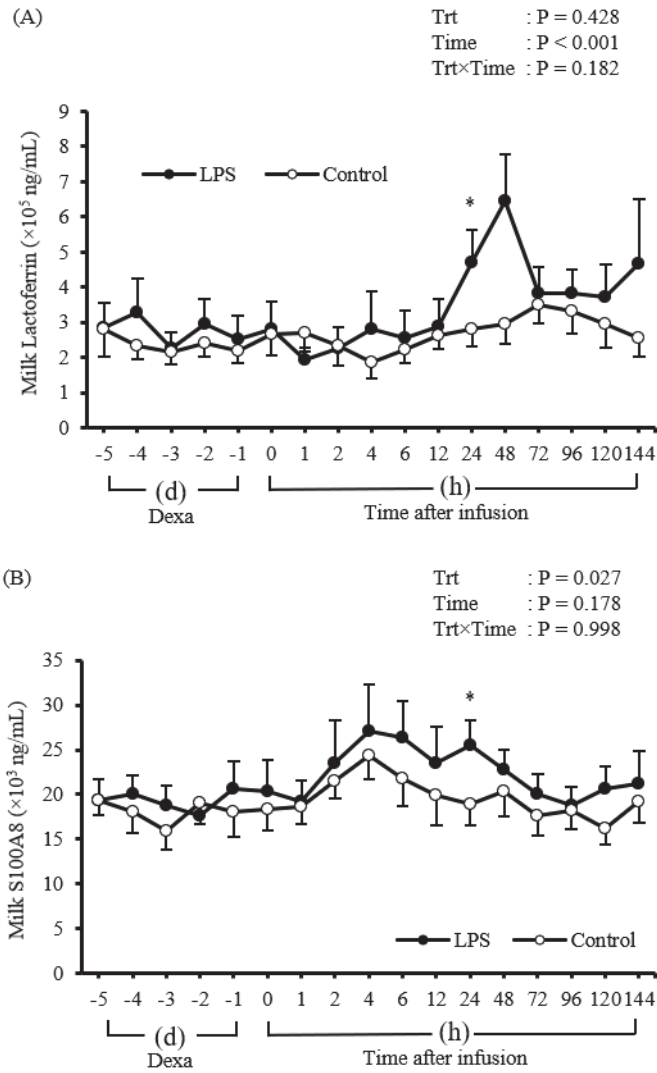 (A)
Trt : P = 0.428
Time : P < 0.001
Trt×Time : P = 0.182
Milk Lactoferrin (×10⁵ ng/mL)
9
8
7
6
5
4
3
2
1
0
LPS Control
*
-5 -4 -3 -2 -1 0 1 2 4 6 12 24 48 72 96 120 144
(d) (h)
Dexa Time after infusion
(B)
Trt : P = 0.027
Time : P = 0.178
Trt×Time : P = 0.998
Milk S100A8 (×10³ ng/mL)
35
30
25
20
15
10
5
0
*
LPS Control
-5 -4 -3 -2 -1 0 1 2 4 6 12 24 48 72 96 120 144
(d) (h)
Dexa Time after infusion